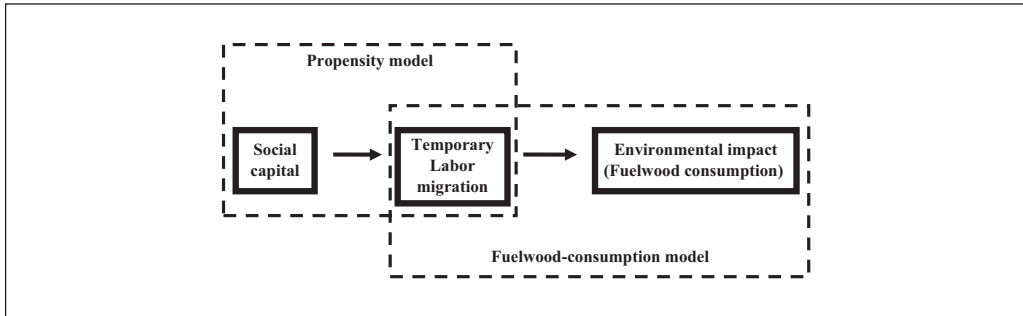 Propensity model
Social
capital
Temporary
Labor
migration
Environmental impact
(Fuelwood consumption)
Fuelwood-consumption model